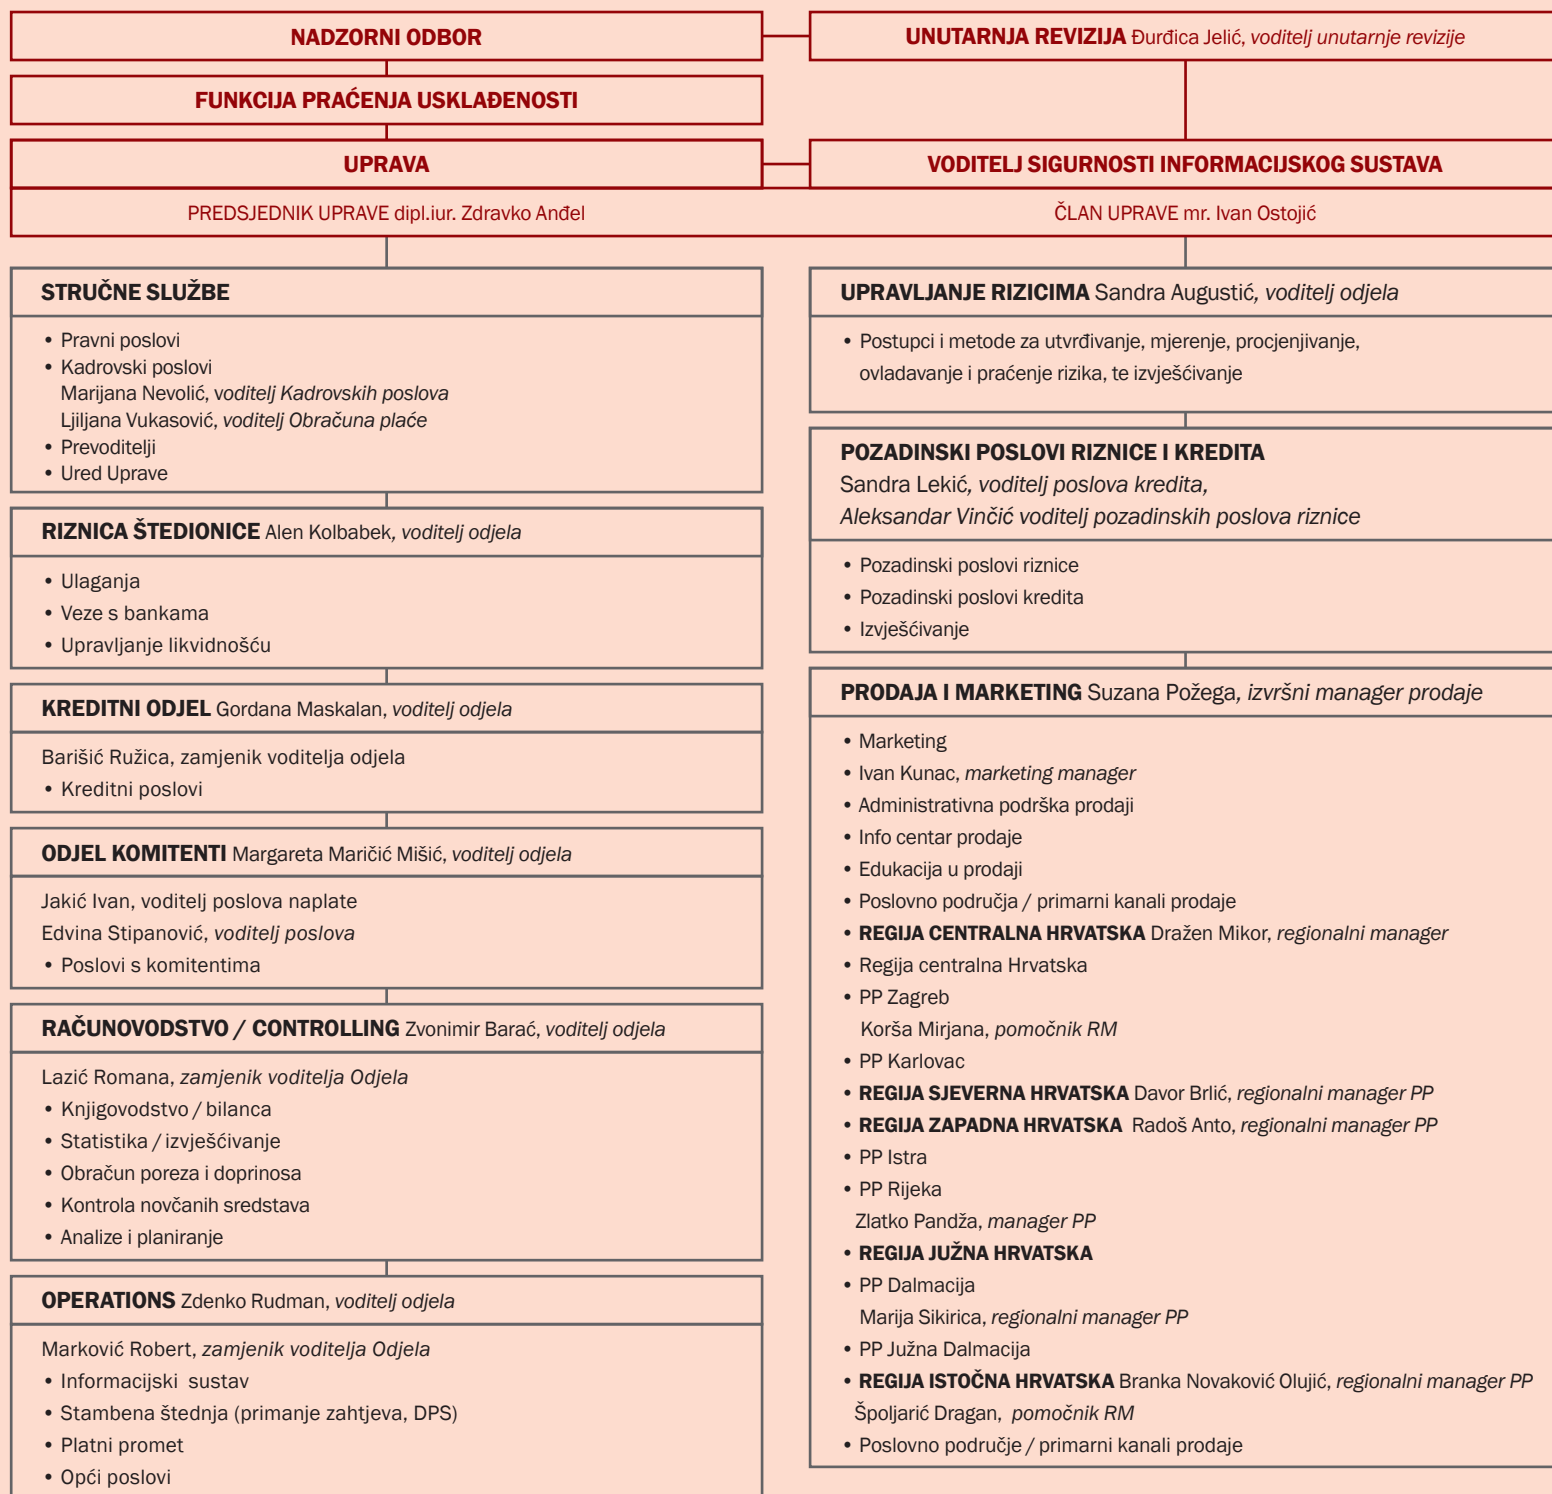 NADZORNI ODBOR
UNUTARNJA REVIZIJA Đurđica Jelić, voditelj unutarnje revizije
FUNKCIJA PRAĆENJA USKLAĐENOSTI
UPRAVA
VODITELJ SIGURNOSTI INFORMACIJSKOG SUSTAVA
PREDSJEDNIK UPRAVE dipl.iur. Zdravko Anđel
ČLAN UPRAVE mr. Ivan Ostojić
STRUČNE SLUŽBE
• Pravni poslovi
• Kadrovski poslovi
Marijana Nevolić, voditelj Kadrovskih poslova
Ljiljana Vukasović, voditelj Obračuna plaće
• Prevoditelji
• Ured Uprave
RIZNICA ŠTEDIONICE Alen Kolbabek, voditelj odjela
• Ulaganja
• Veze s bankama
• Upravljanje likvidnošću
KREDITNI ODJEL Gordana Maskalan, voditelj odjela
Barišić Ružica, zamjenik voditelja odjela
• Kreditni poslovi
ODJEL KOMITENTI Margareta Maričić Mišić, voditelj odjela
Jakić Ivan, voditelj poslova naplate
Edvina Stipanović, voditelj poslova
• Poslovi s komitentima
RAČUNOVODSTVO / CONTROLLING Zvonimir Barać, voditelj odjela
Lazić Romana, zamjenik voditelja Odjela
• Knjigovodstvo / bilanca
• Statistika / izvješćivanje
• Obračun poreza i doprinosa
• Kontrola novčanih sredstava
• Analize i planiranje
OPERATIONS Zdenko Rudman, voditelj odjela
Marković Robert, zamjenik voditelja Odjela
• Informacijski sustav
• Stambena štednja (primanje zahtjeva, DPS)
• Platni promet
• Opći poslovi
UPRAVLJANJE RIZICIMA Sandra Augustić, voditelj odjela
• Postupci i metode za utvrđivanje, mjerenje, procjenjivanje,
ovladavanje i praćenje rizika, te izvješćivanje
POZADINSKI POSLOVI RIZNICE I KREDITA
Sandra Lekić, voditelj poslova kredita,
Aleksandar Vinčić voditelj pozadinskih poslova riznice
• Pozadinski poslovi riznice
• Pozadinski poslovi kredita
• Izvješćivanje
PRODAJA I MARKETING Suzana Požega, izvršni manager prodaje
• Marketing
• Ivan Kunac, marketing manager
• Administrativna podrška prodaji
• Info centar prodaje
• Edukacija u prodaji
• Poslovno područja / primarni kanali prodaje
• REGIJA CENTRALNA HRVATSKA Dražen Mikor, regionalni manager
• Regija centralna Hrvatska
• PP Zagreb
Korša Mirjana, pomočnik RM
• PP Karlovac
• REGIJA SJEVERNA HRVATSKA Davor Brlić, regionalni manager PP
• REGIJA ZAPADNA HRVATSKA Radoš Anto, regionalni manager PP
• PP Istra
• PP Rijeka
Zlatko Pandža, manager PP
• REGIJA JUŽNA HRVATSKA
• PP Dalmacija
Marija Sikirica, regionalni manager PP
• PP Južna Dalmacija
• REGIJA ISTOČNA HRVATSKA Branka Novaković Olujić, regionalni manager PP
Špoljarić Dragan, pomočnik RM
• Poslovno područje / primarni kanali prodaje